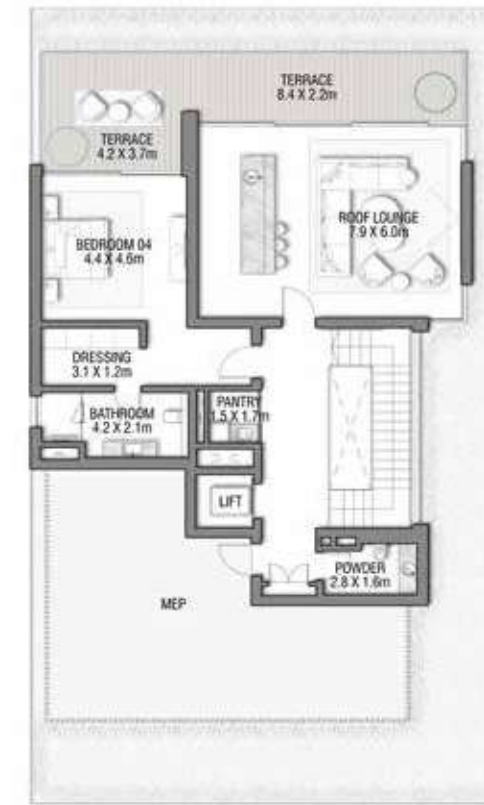 TERRACE
8.4 X 2.2m
TERRACE
4.2 X 3.7m
ROOF LOUNGE
7.9 X 6.0m
BEDROOM 04
4.4 X 4.6m
DRESSING
3.1 X 1.2m
BATHROOM
4.2 X 2.1m
PANTRY
1.5 X 1.7m
LIFT
POWDER
2.8 X 1.6m
MEP